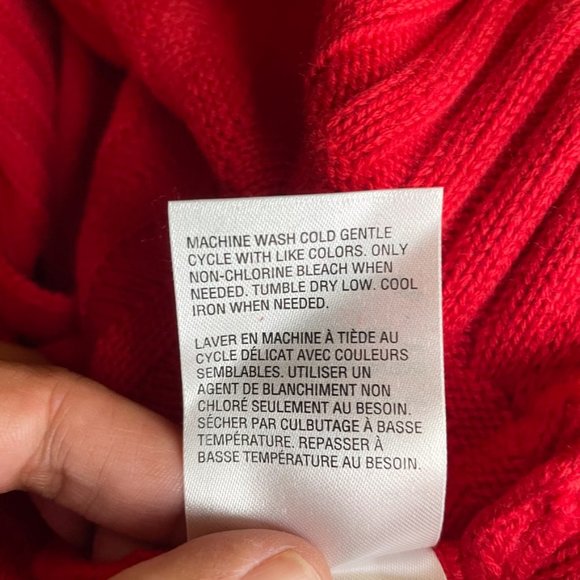 MACHINE WASH COLD GENTLE
CYCLE WITH LIKE COLORS. ONLY
NON-CHLORINE BLEACH WHEN
NEEDED. TUMBLE DRY LOW. COOL
IRON WHEN NEEDED.
LAVER EN MACHINE À TIÈDE AU
CYCLE DÉLICAT AVEC COULEURS
SEMBLABLES. UTILISER UN
AGENT DE BLANCHIMENT NON
CHLORÉ SEULEMENT AU BESOIN.
SÉCHER PAR CULBUTAGE À BASSE
TEMPÉRATURE. REPASSER À
BASSE TEMPÉRATURE AU BESOIN.